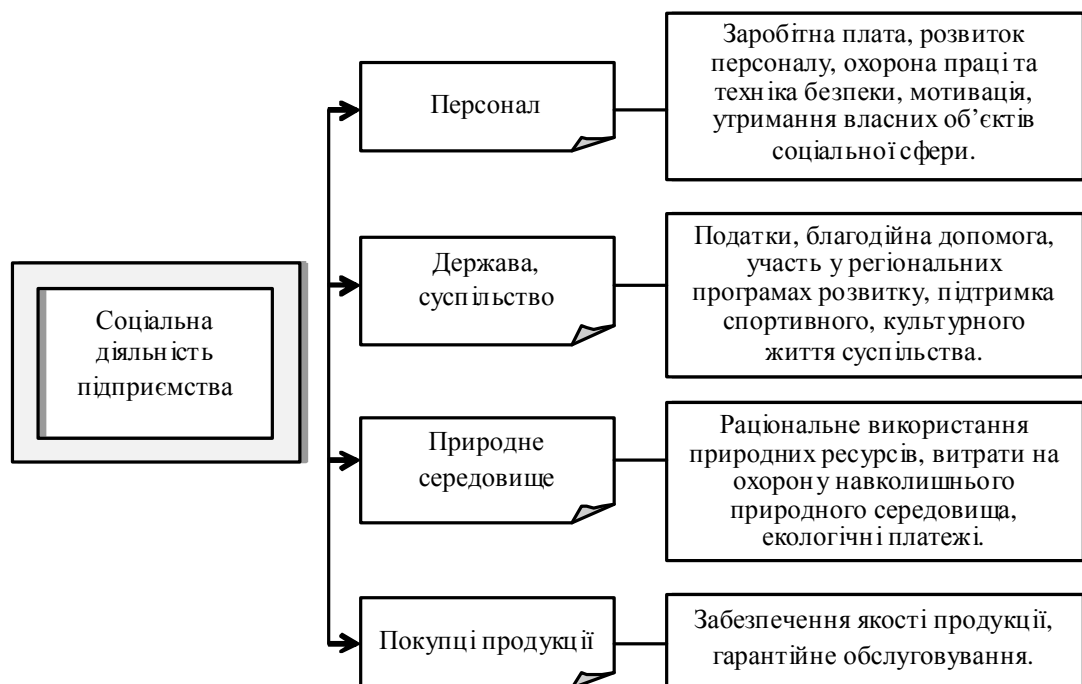 Соціальна
діяльність
підприємства
Персонал
Заробітна плата, розвиток
персоналу, охорона праці та
техніка безпеки, мотивація,
утримання власних об’єктів
соціальної сфери.
Держава,
суспільство
Податки, благодійна допомога,
участь у регіональних
програмах розвитку, підтримка
спортивного, культурного
життя суспільства.
Природне
середовище
Раціональне використання
природних ресурсів, витрати на
охорону навколишнього
природного середовища,
екологічні платежі.
Покупці продукції
Забезпечення якості продукції,
гарантійне обслуговування.